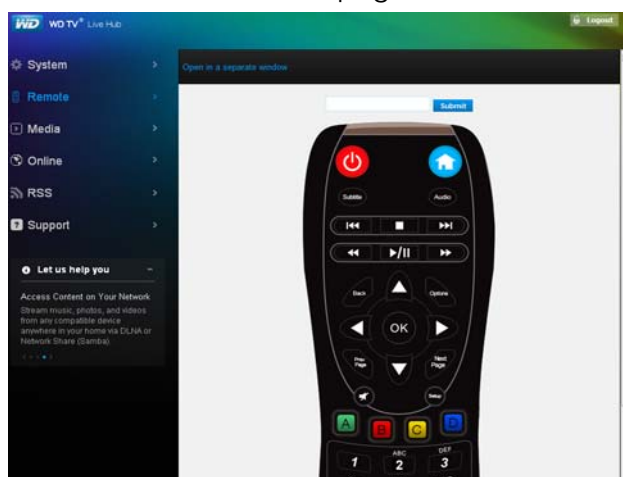 WD WD TV® Live Hub
Logout
System
Open in a separate window
Remote
Submit
Media
Online
Subtitle
Audio
RSS
Support
Let us help you
Back
Options
Access Content on Your Network
Stream music, photos, and videos
from any compatible device
anywhere in your home via DLNA or
Network Share (Samba)
OK
Prev
Page
Next
Page
Setup
A B C D
ABC DEF
1 2 3